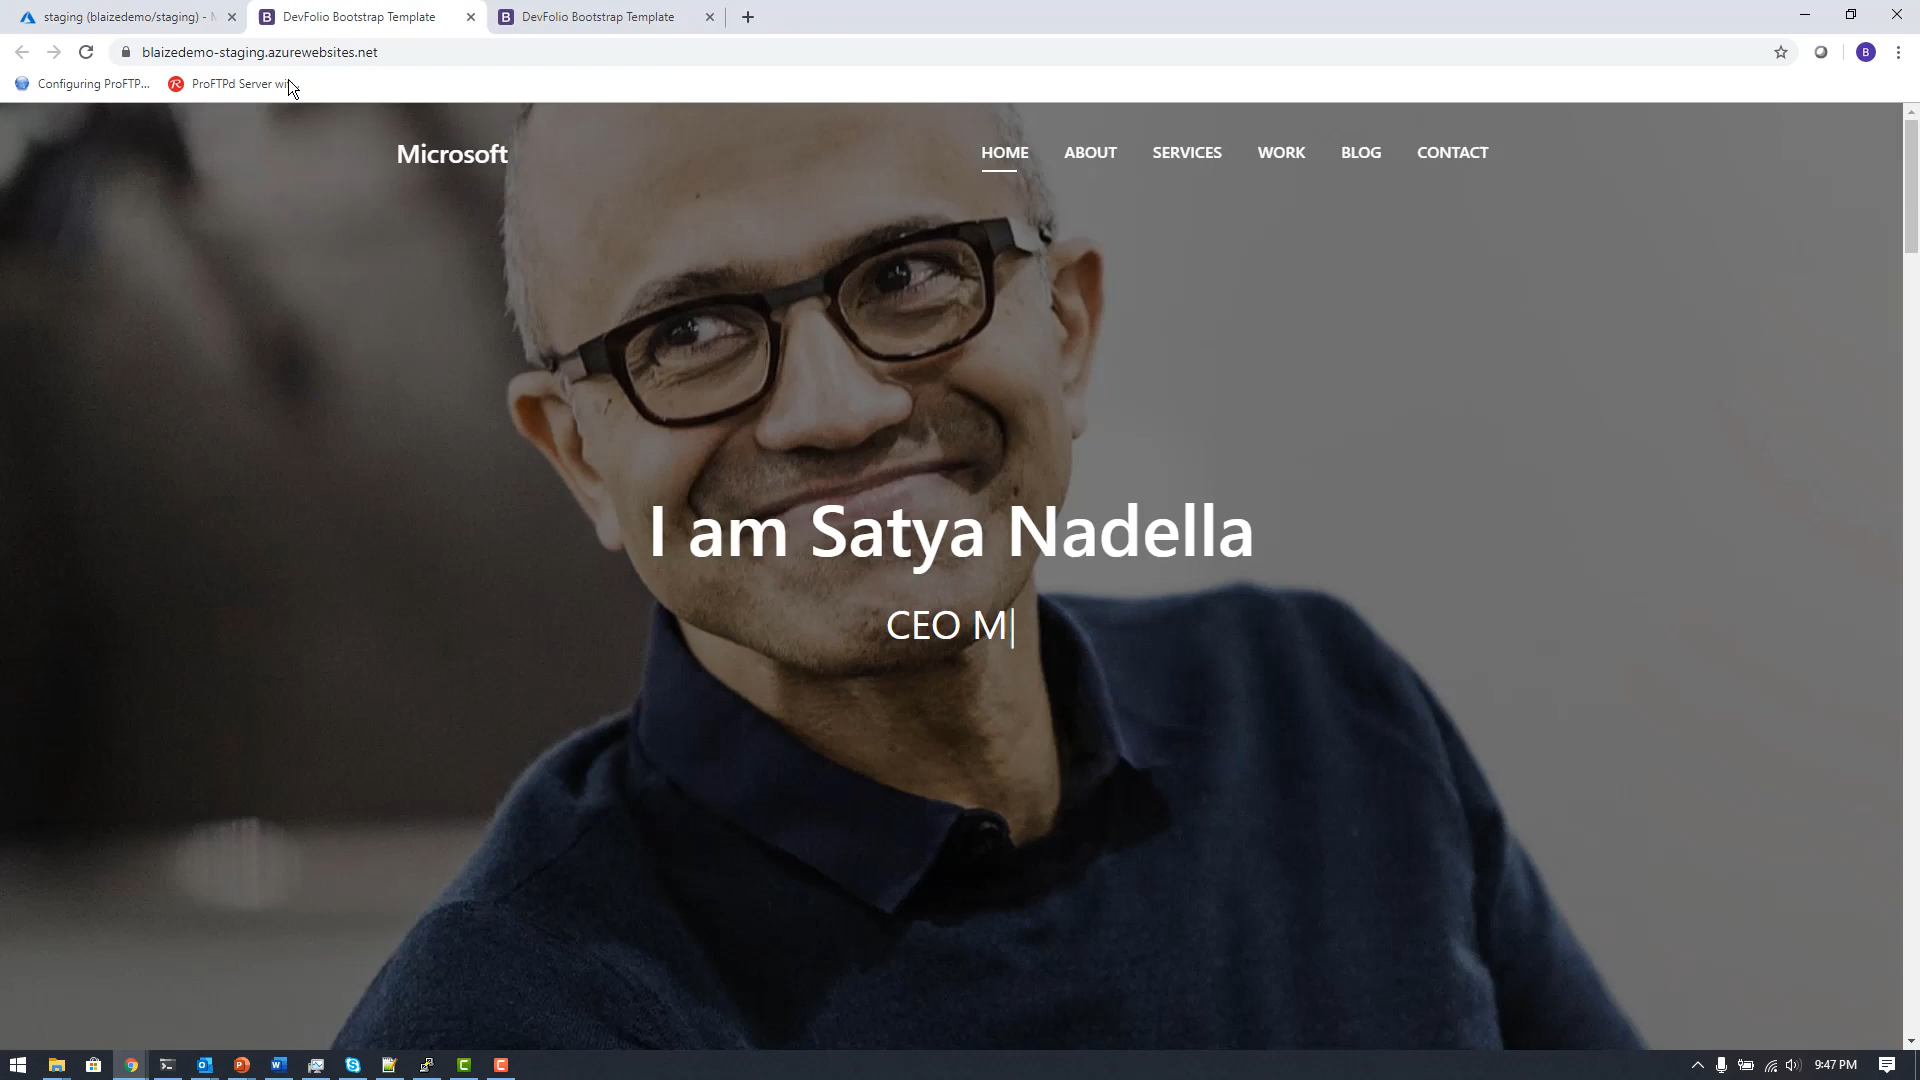 staging (blaizedemo/staging) -
DevFolio Bootstrap Template
DevFolio Bootstrap Template
blaizedemo-staging.azurewebsites.net
B
Configuring ProFTP...
ProFTPd Server wi
Microsoft
HOME
ABOUT
SERVICES
WORK
BLOG
CONTACT
I am Satya Nadella
CEO M|
9:47 PM